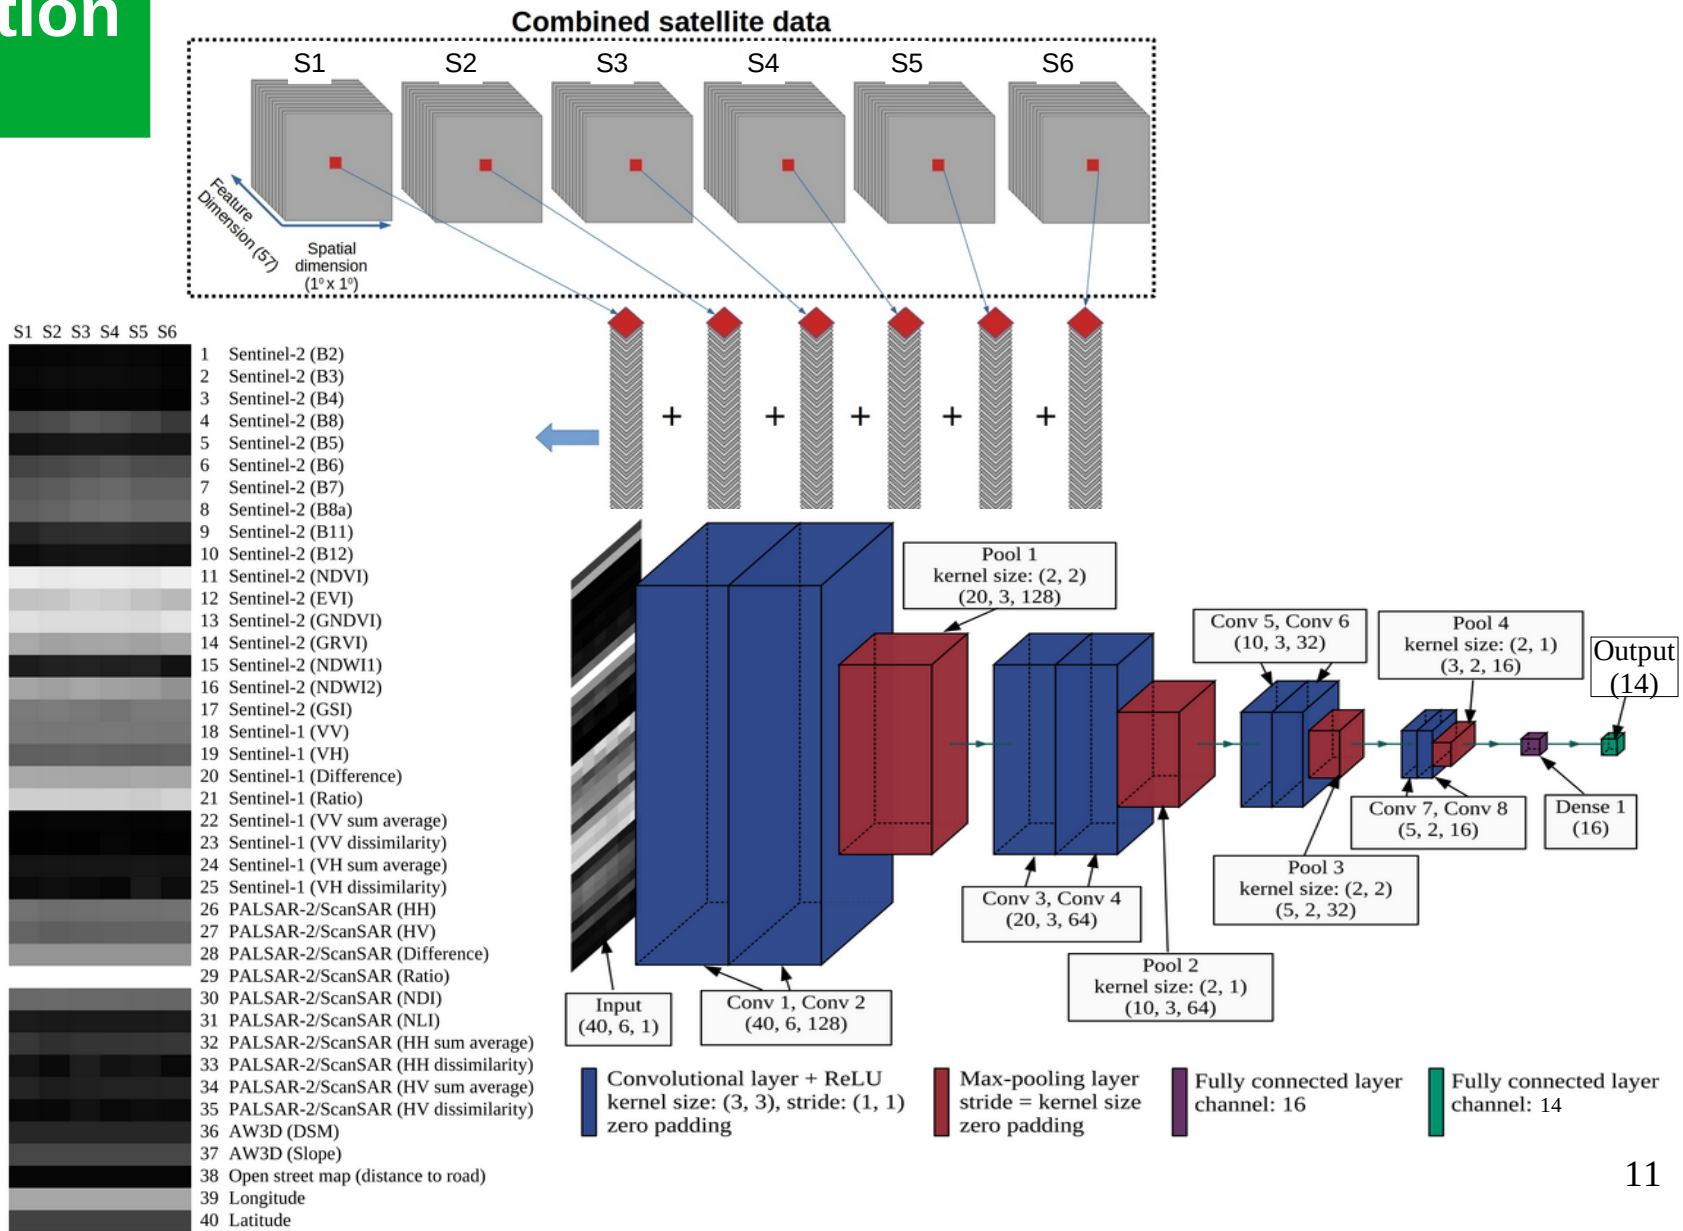 tion
Combined satellite data
S1 S2 S3 S4 S5 S6
Feature
Dimension (57)
Spatial
dimension
(1⁰ x 1⁰)
S1 S2 S3 S4 S5 S6
1 Sentinel-2 (B2)
2 Sentinel-2 (B3)
3 Sentinel-2 (B4)
4 Sentinel-2 (B8)
5 Sentinel-2 (B5)
6 Sentinel-2 (B6)
7 Sentinel-2 (B7)
8 Sentinel-2 (B8a)
9 Sentinel-2 (B11)
10 Sentinel-2 (B12)
11 Sentinel-2 (NDVI)
12 Sentinel-2 (EVI)
13 Sentinel-2 (GNDVI)
14 Sentinel-2 (GRVI)
15 Sentinel-2 (NDWI1)
16 Sentinel-2 (NDWI2)
17 Sentinel-2 (GSI)
18 Sentinel-1 (VV)
19 Sentinel-1 (VH)
20 Sentinel-1 (Difference)
21 Sentinel-1 (Ratio)
22 Sentinel-1 (VV sum average)
23 Sentinel-1 (VV dissimilarity)
24 Sentinel-1 (VH sum average)
25 Sentinel-1 (VH dissimilarity)
26 PALSAR-2/ScanSAR (HH)
27 PALSAR-2/ScanSAR (HV)
28 PALSAR-2/ScanSAR (Difference)
29 PALSAR-2/ScanSAR (Ratio)
30 PALSAR-2/ScanSAR (NDI)
31 PALSAR-2/ScanSAR (NLI)
32 PALSAR-2/ScanSAR (HH sum average)
33 PALSAR-2/ScanSAR (HH dissimilarity)
34 PALSAR-2/ScanSAR (HV sum average)
35 PALSAR-2/ScanSAR (HV dissimilarity)
36 AW3D (DSM)
37 AW3D (Slope)
38 Open street map (distance to road)
39 Longitude
40 Latitude
+ + + + +
Input
(40, 6, 1)
Conv 1, Conv 2
(40, 6, 128)
Pool 1
kernel size: (2, 2)
(20, 3, 128)
Conv 3, Conv 4
(20, 3, 64)
Pool 2
kernel size: (2, 1)
(10, 3, 64)
Conv 5, Conv 6
(10, 3, 32)
Pool 3
kernel size: (2, 2)
(5, 2, 32)
Conv 7, Conv 8
(5, 2, 16)
Pool 4
kernel size: (2, 1)
(3, 2, 16)
Dense 1
(16)
Output
(14)
Convolutional layer + ReLU
kernel size: (3, 3), stride: (1, 1)
zero padding
Max-pooling layer
stride = kernel size
zero padding
Fully connected layer
channel: 16
Fully connected layer
channel: 14
11